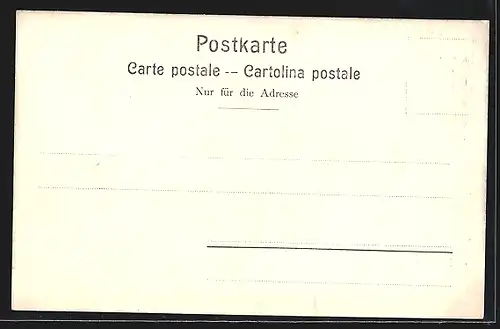 Postkarte
Carte postale -- Cartolina postale
Nur für die Adresse